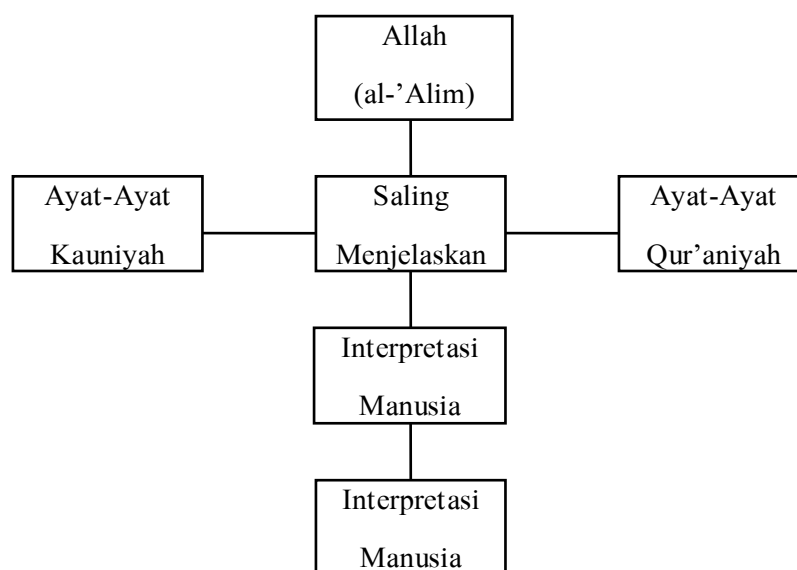 Allah
(al-’Alim)
Ayat-Ayat
Kauniyah
Saling
Menjelaskan
Ayat-Ayat
Qur’aniyah
Interpretasi
Manusia
Interpretasi
Manusia